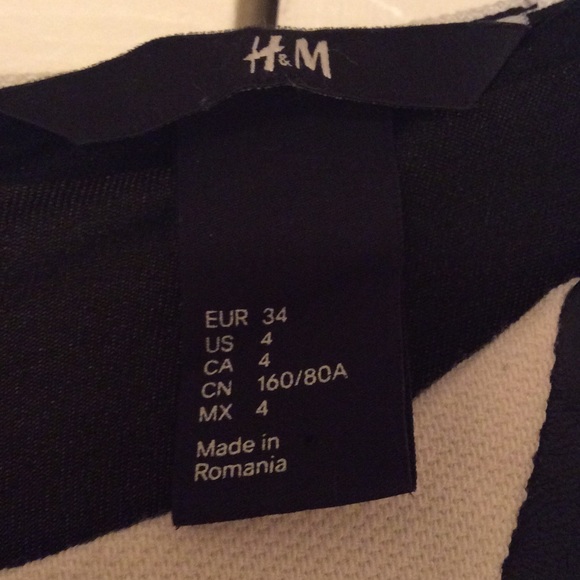 H&M
EUR 34
US 4
CA 4
CN 160/80A
MX 4
Made in
Romania